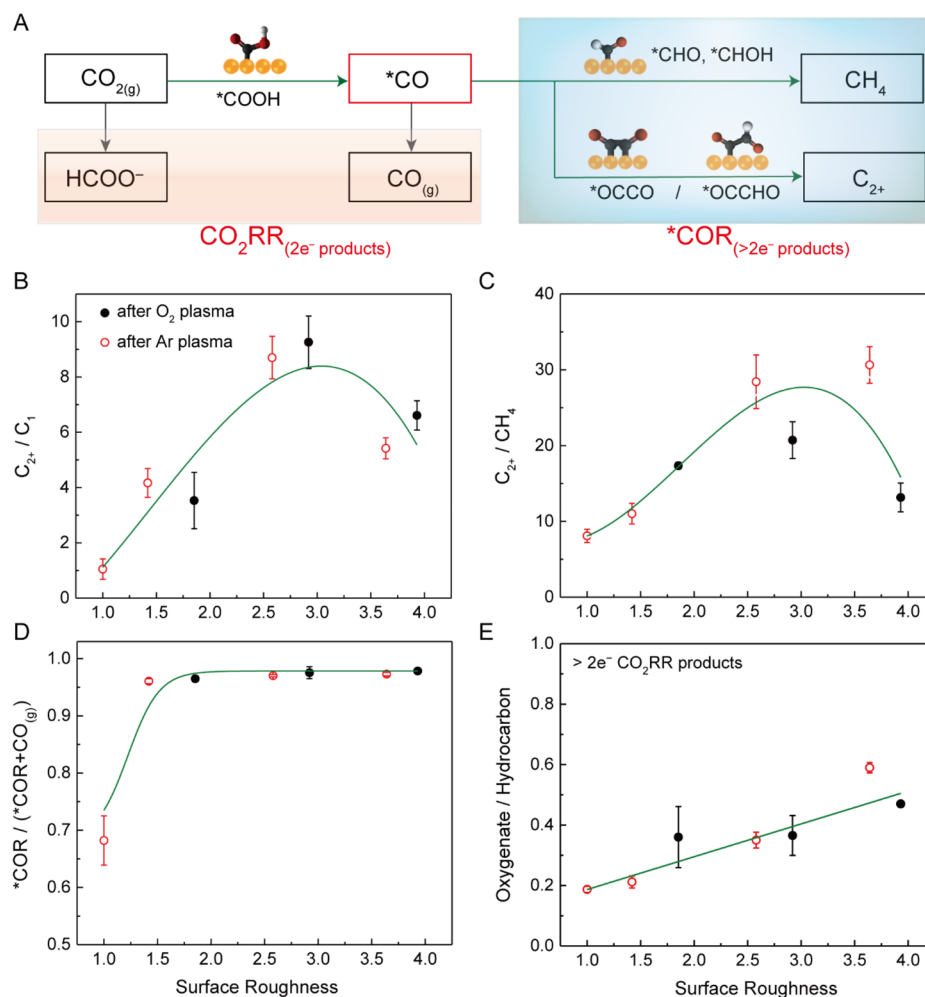 A
CO₂(g)
*COOH
*CO
*CHO, *CHOH
CH₄
HCOO⁻
CO(g)
*OCCO / *OCCHO
C₂₊
CO₂RR(2e⁻ products)
*COR(>2e⁻ products)
B
C₂₊ / C₁
10
8
6
4
2
0
after O₂ plasma
after Ar plasma
1.0 1.5 2.0 2.5 3.0 3.5 4.0
C
C₂₊ / CH₄
40
30
20
10
0
1.0 1.5 2.0 2.5 3.0 3.5 4.0
D
*COR / (*COR+CO(g))
1.0
0.9
0.8
0.7
0.6
0.5
1.0 1.5 2.0 2.5 3.0 3.5 4.0
Surface Roughness
E
Oxygenate / Hydrocarbon
> 2e⁻ CO₂RR products
1.0
0.8
0.6
0.4
0.2
0.0
1.0 1.5 2.0 2.5 3.0 3.5 4.0
Surface Roughness